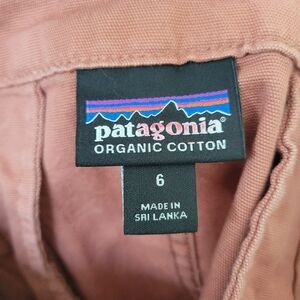 patagonia®
ORGANIC COTTON
6
MADE IN
SRI LANKA